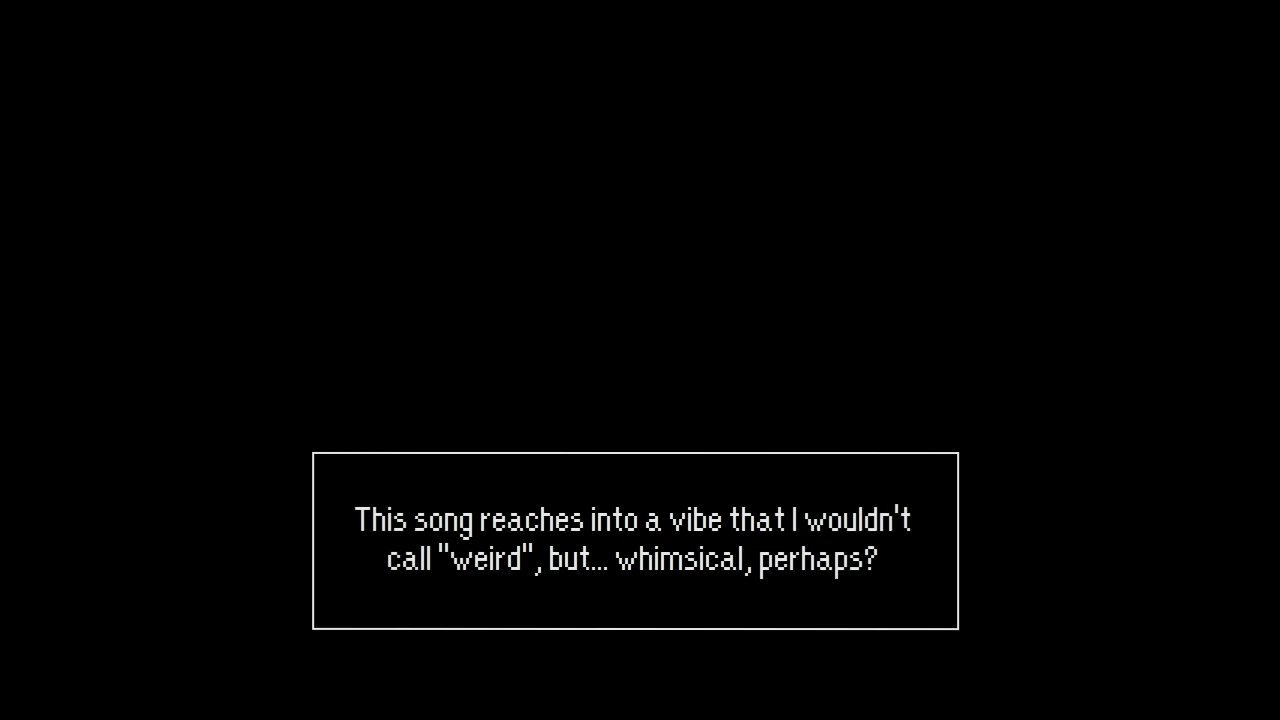 This song reaches into a vibe that I wouldn't
call "weird", but... whimsical, perhaps?